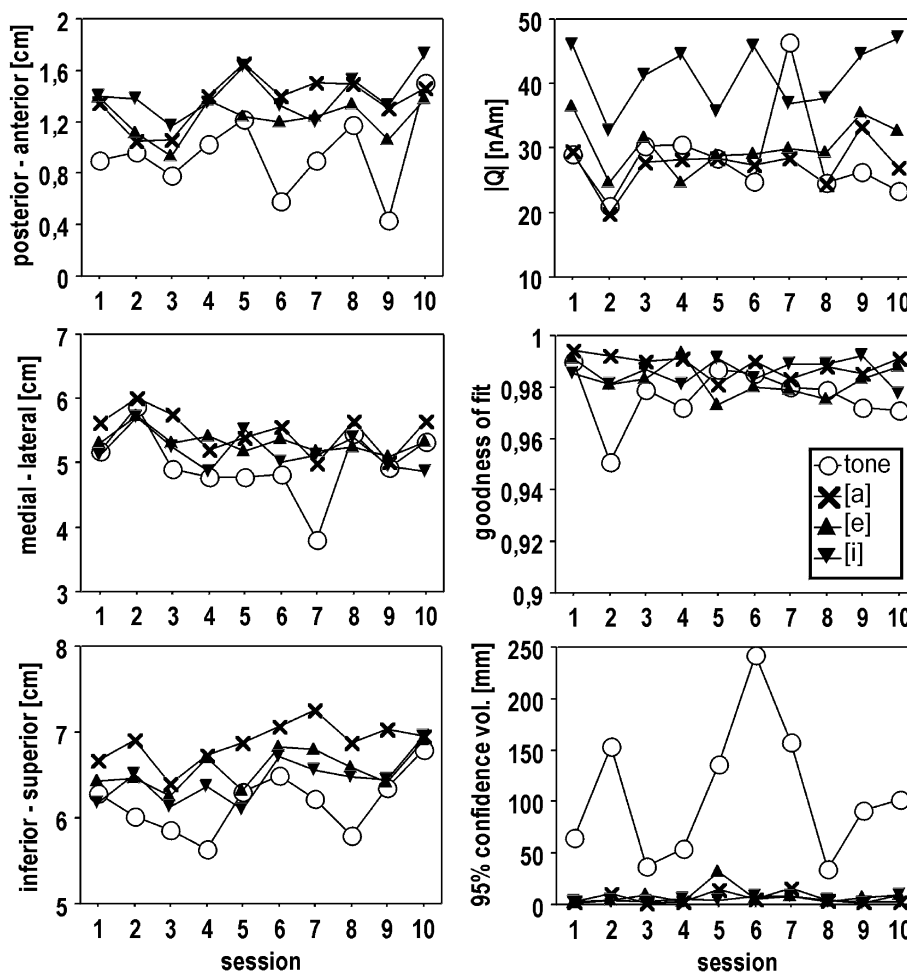 posterior - anterior [cm]
2
1,6
1,2
0,8
0,4
0
1 2 3 4 5 6 7 8 9 10
|Q| [nAm]
50
40
30
20
10
1 2 3 4 5 6 7 8 9 10
medial - lateral [cm]
7
6
5
4
3
1 2 3 4 5 6 7 8 9 10
goodness of fit
1
0,98
0,96
0,94
0,92
0,9
tone
[a]
[e]
[i]
1 2 3 4 5 6 7 8 9 10
inferior - superior [cm]
8
7
6
5
1 2 3 4 5 6 7 8 9 10
session
95% confidence vol. [mm]
250
200
150
100
50
0
1 2 3 4 5 6 7 8 9 10
session